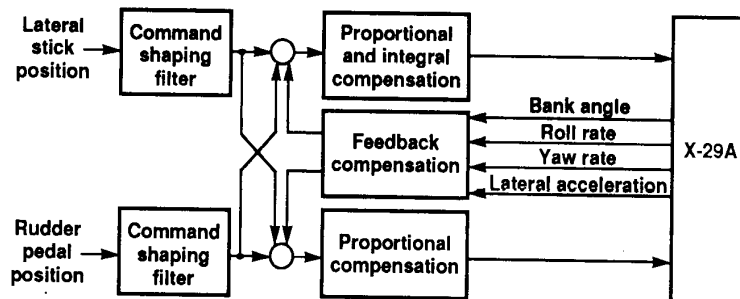 Lateral
stick
position
Command
shaping
filter
Proportional
and integral
compensation
Bank angle
Roll rate
Yaw rate
Lateral acceleration
Feedback
compensation
X-29A
Rudder
pedal
position
Command
shaping
filter
Proportional
compensation